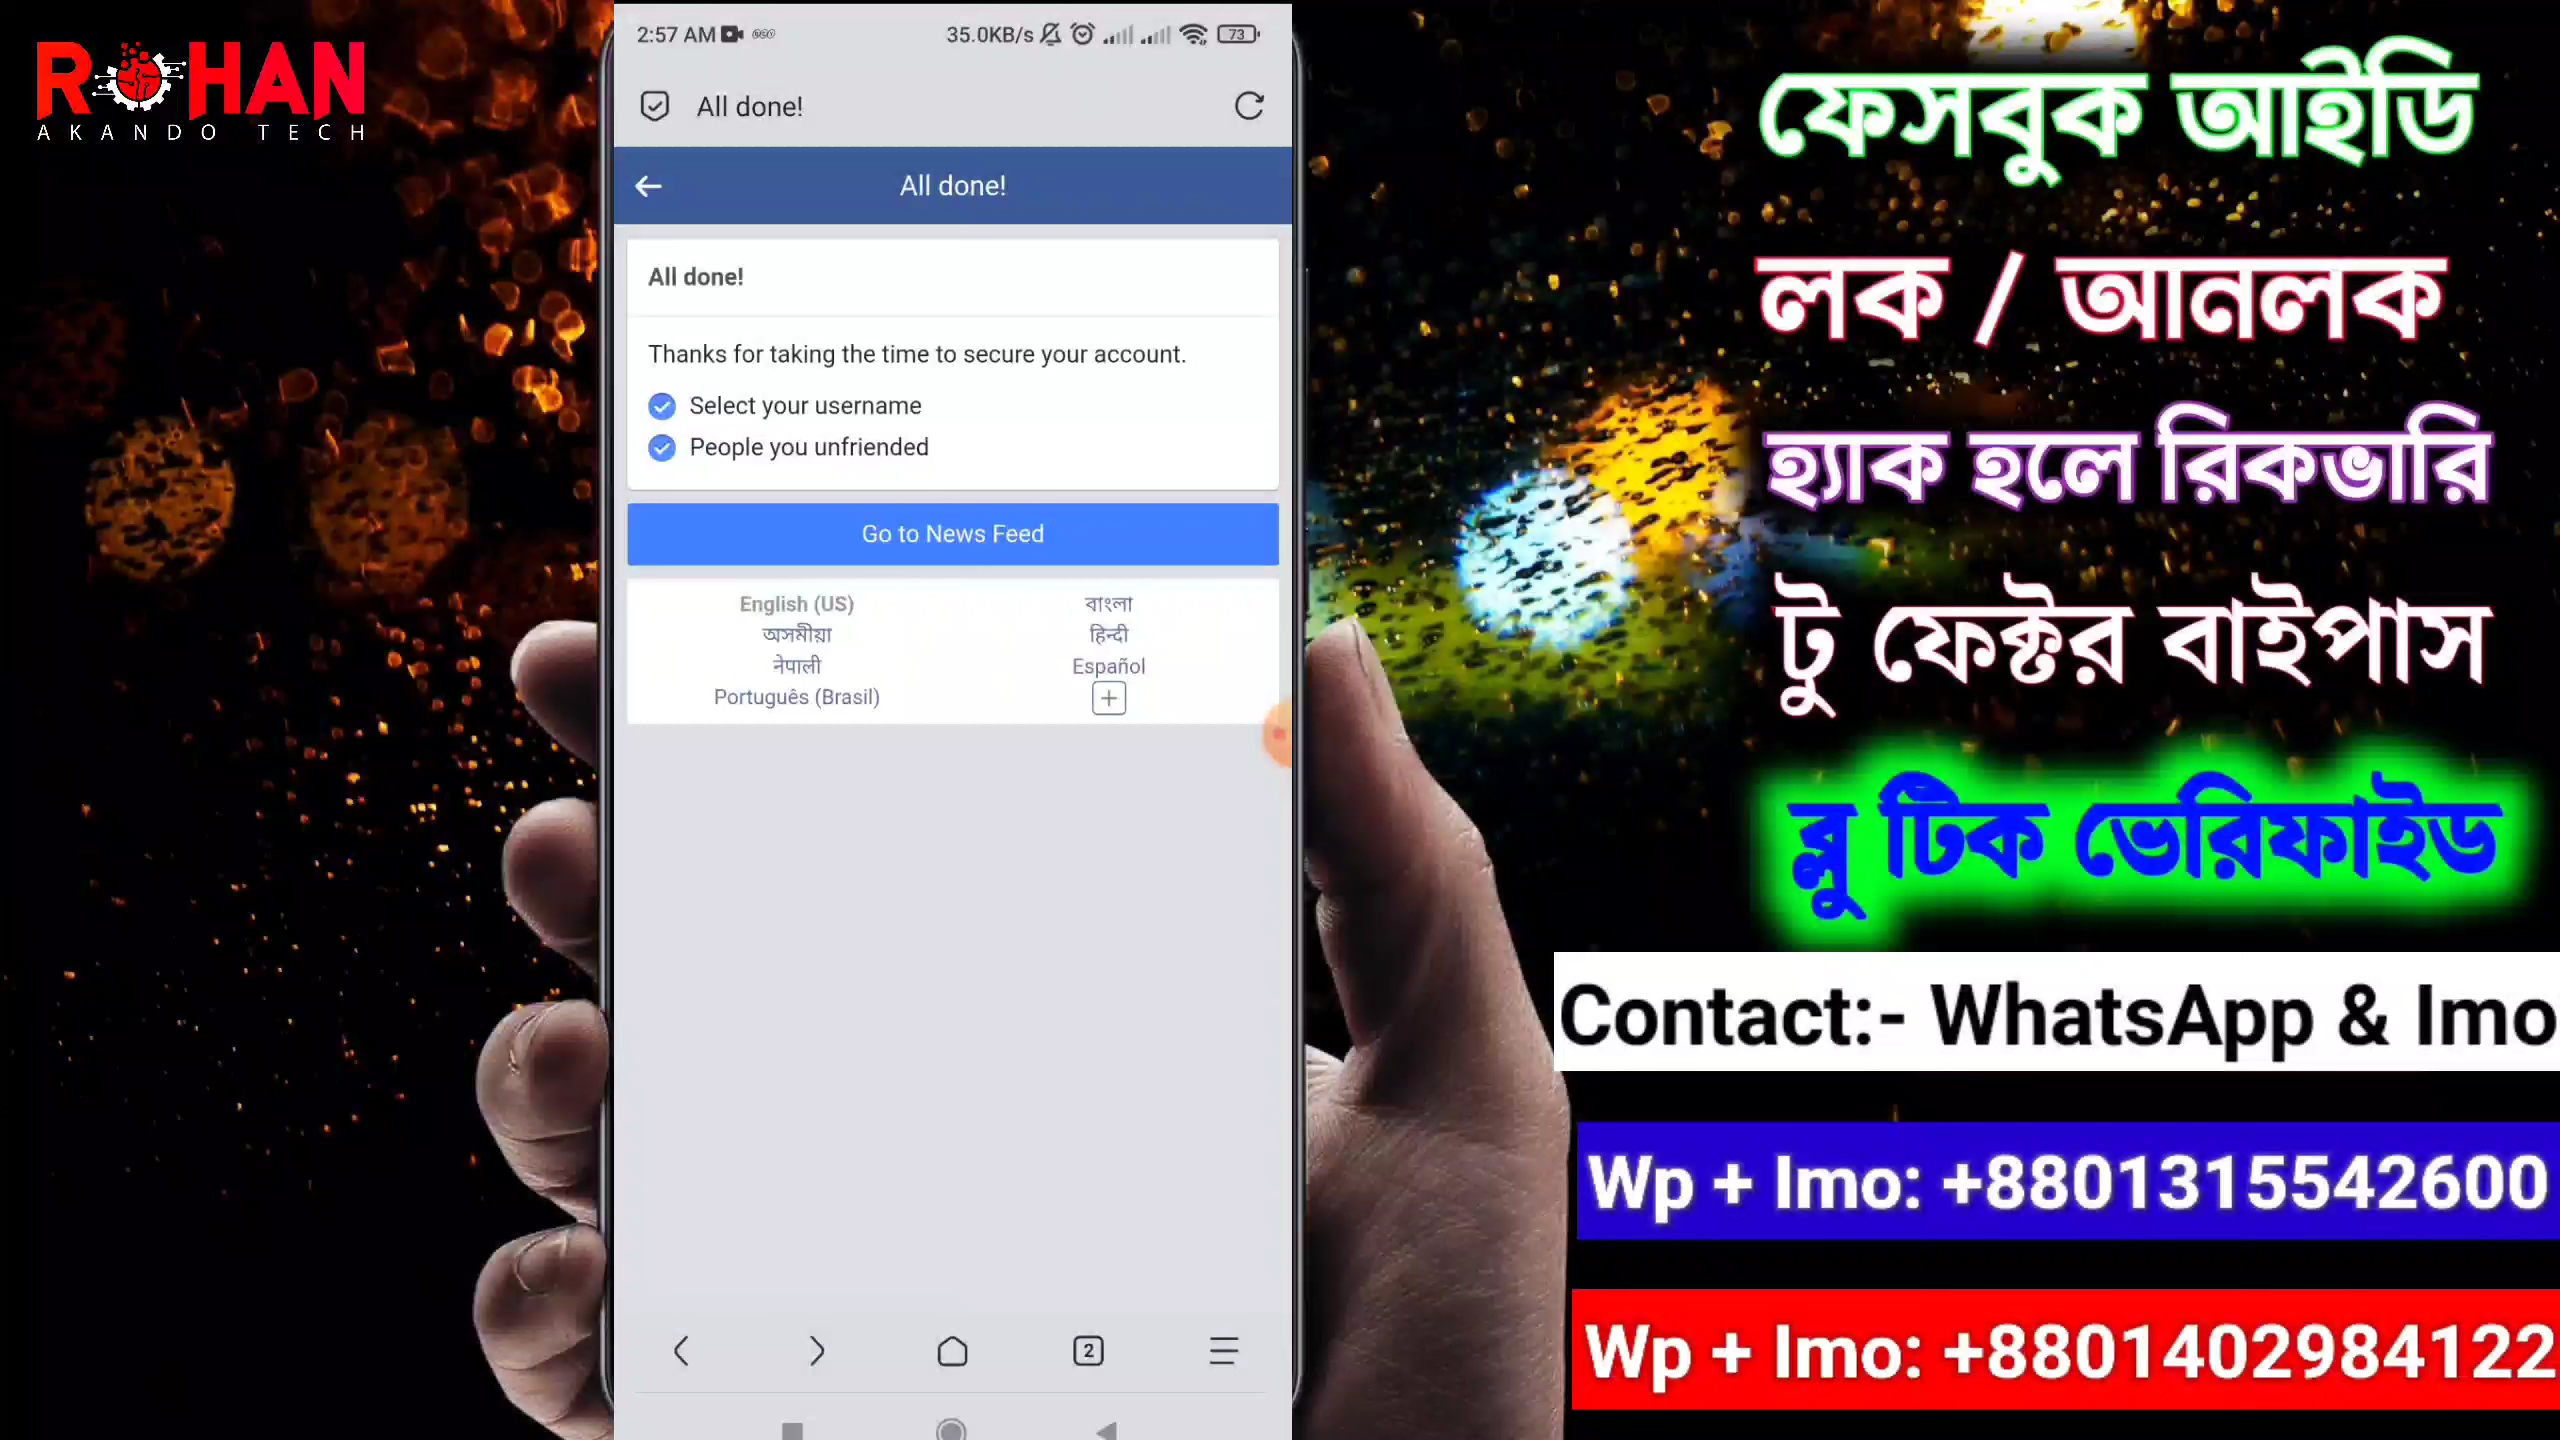 ROHAN
AKANDO TECH
2:57 AM
35.0KB/s
73
All done!
All done!
All done!
Thanks for taking the time to secure your account.
Select your username
People you unfriended
Go to News Feed
English (US)
বাংলা
অসমীয়া
हिन्दी
नेपाली
Español
Português (Brasil)
2
ফেসবুক আইডি
লক / আনলক
হ্যাক হলে রিকভারি
টু ফেক্টর বাইপাস
ব্লু টিক ভেরিফাইড
Contact:- WhatsApp & Imo
Wp + Imo: +8801315542600
Wp + Imo: +8801402984122